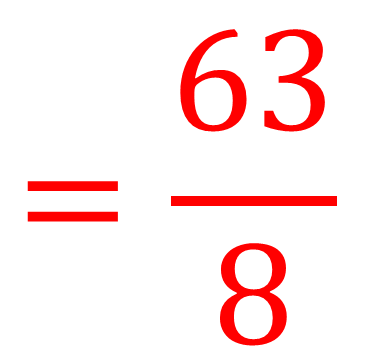 = 63/8